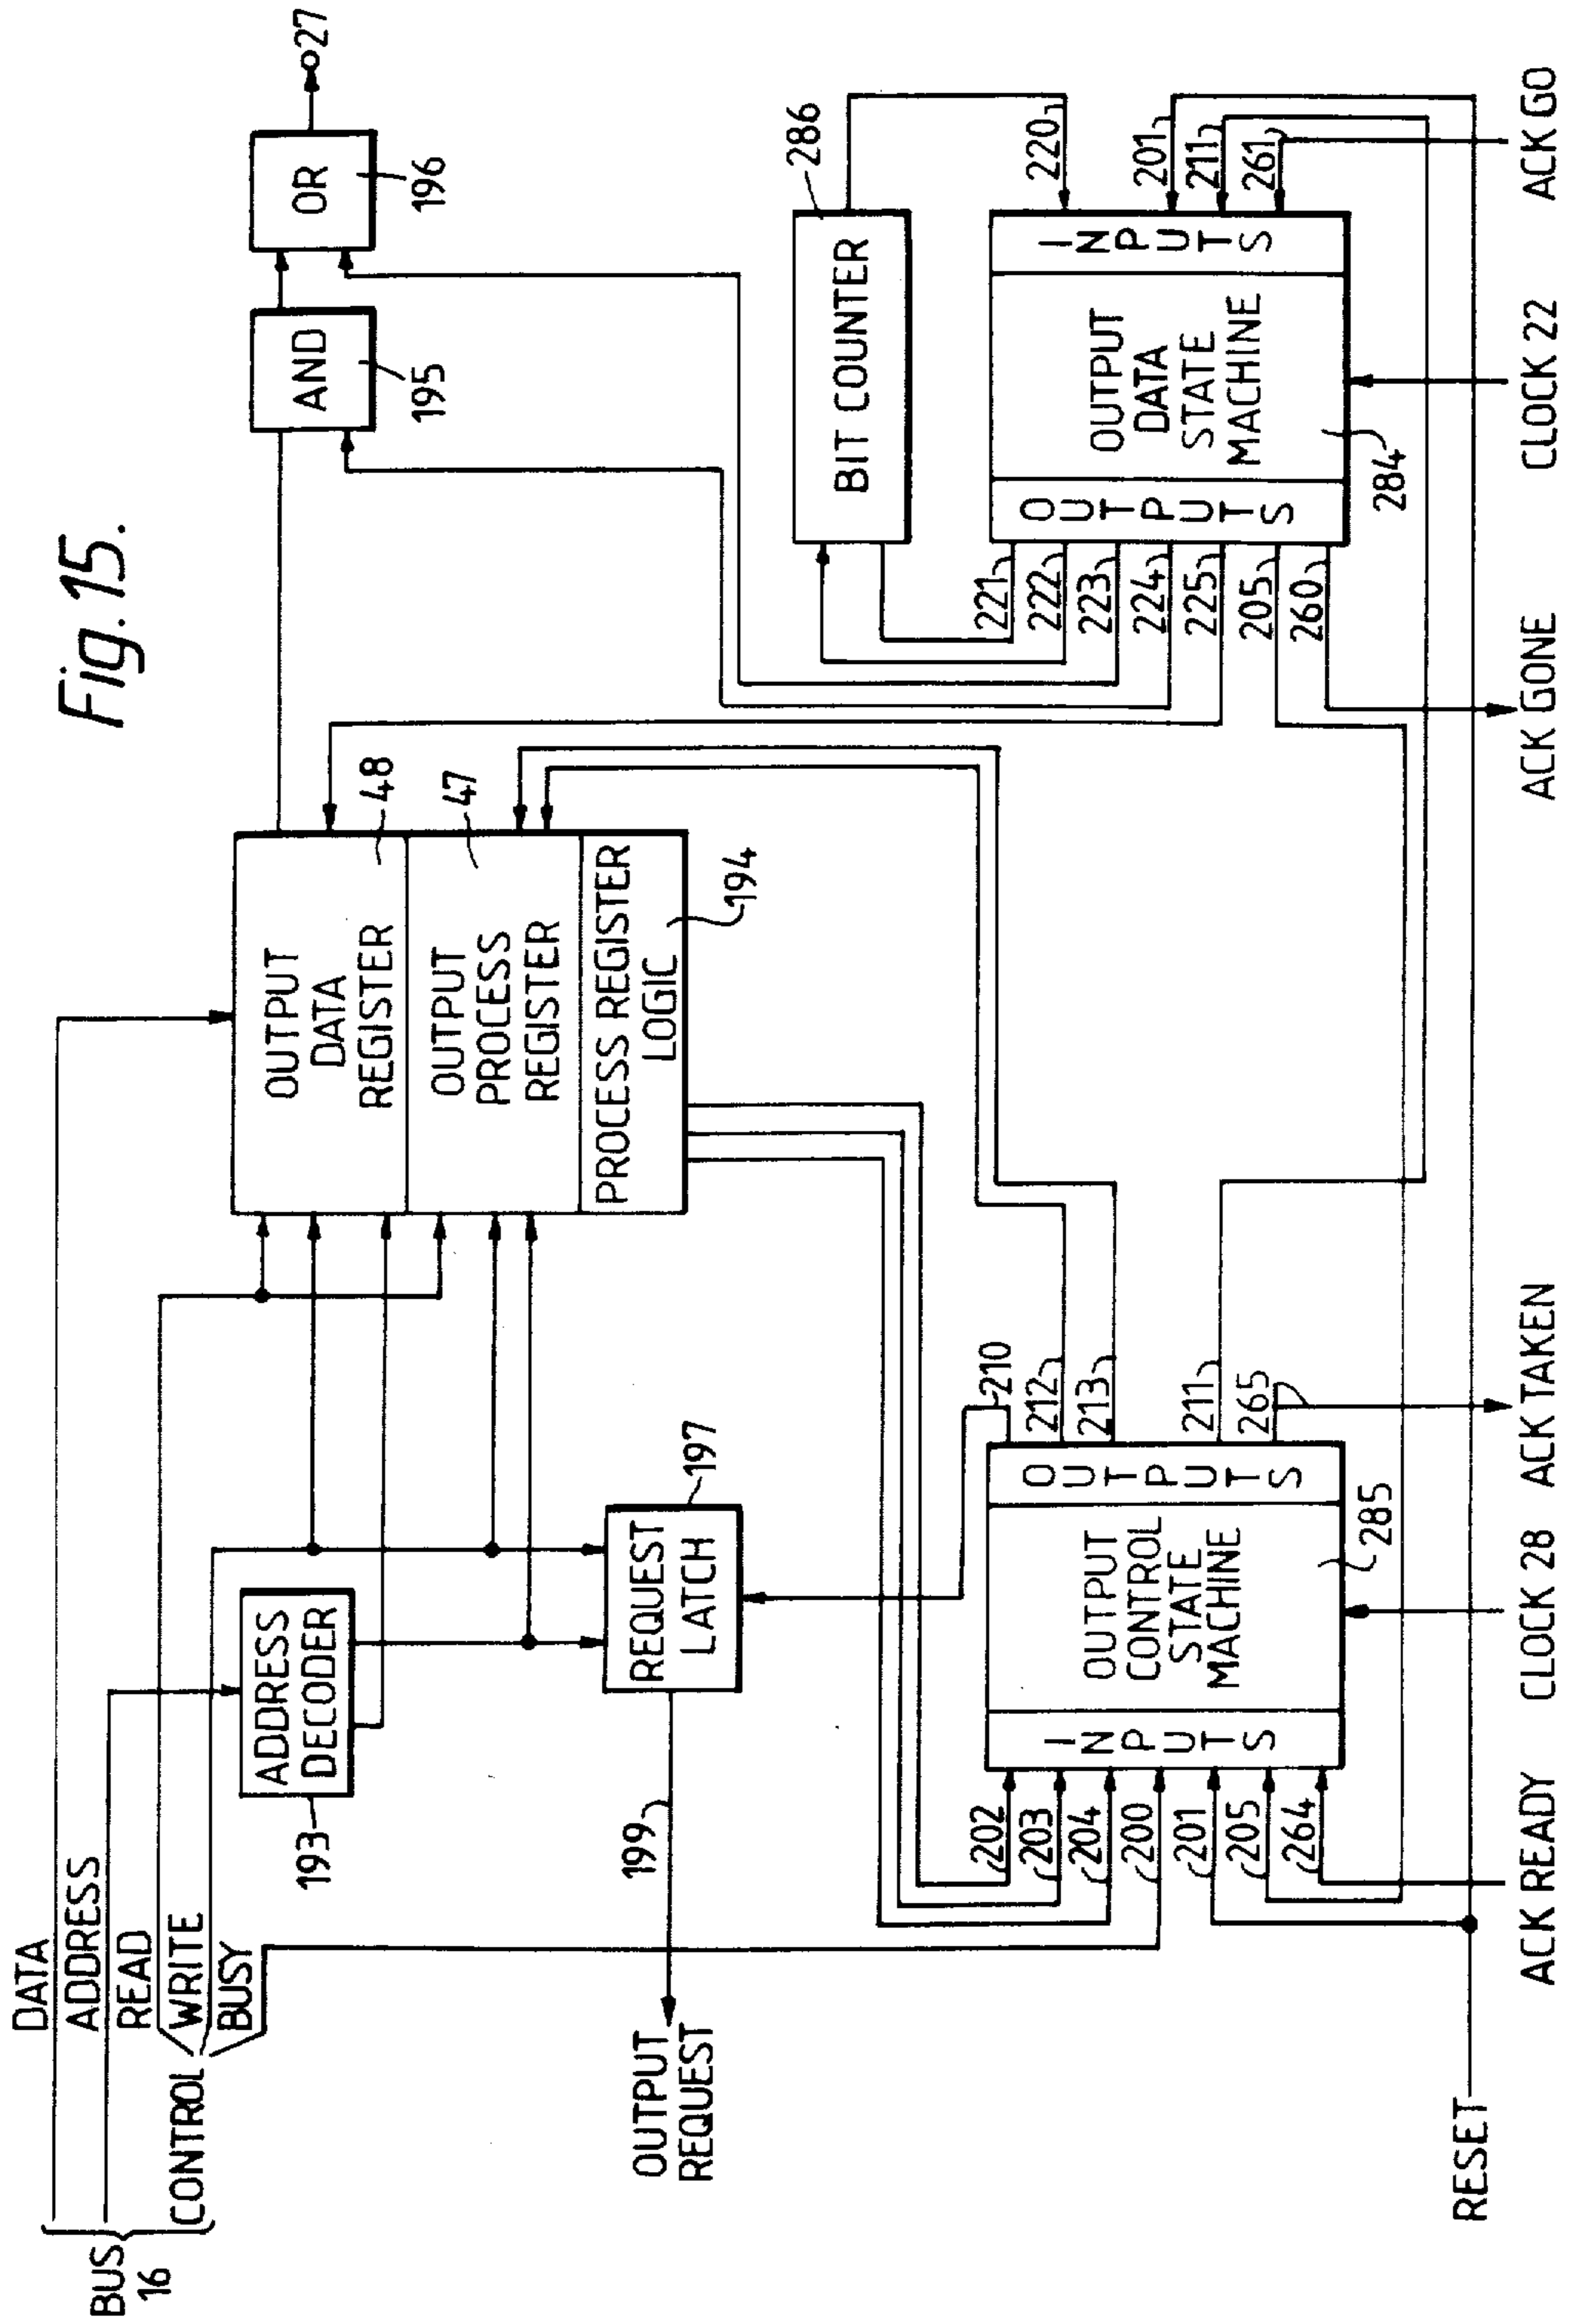 Fig.15.
BUS
16
DATA
ADDRESS
CONTROL
READ
WRITE
BUSY
ADDRESS
DECODER
193
OUTPUT
DATA
REGISTER
48
OUTPUT
PROCESS
REGISTER
47
PROCESS REGISTER
LOGIC
194
AND
195
OR
196
27
REQUEST
LATCH
197
199
OUTPUT
REQUEST
BIT COUNTER
286
INPUTS
OUTPUT
CONTROL
STATE
MACHINE
OUTPUTS
285
202
203
204
200
201
205
264
210
212
213
211
265
OUTPUTS
OUTPUT
DATA
STATE
MACHINE
INPUTS
284
221
222
223
224
225
205
260
220
201
211
261
RESET
ACK READY
CLOCK 28
ACK TAKEN
ACK GONE
CLOCK 22
ACK GO